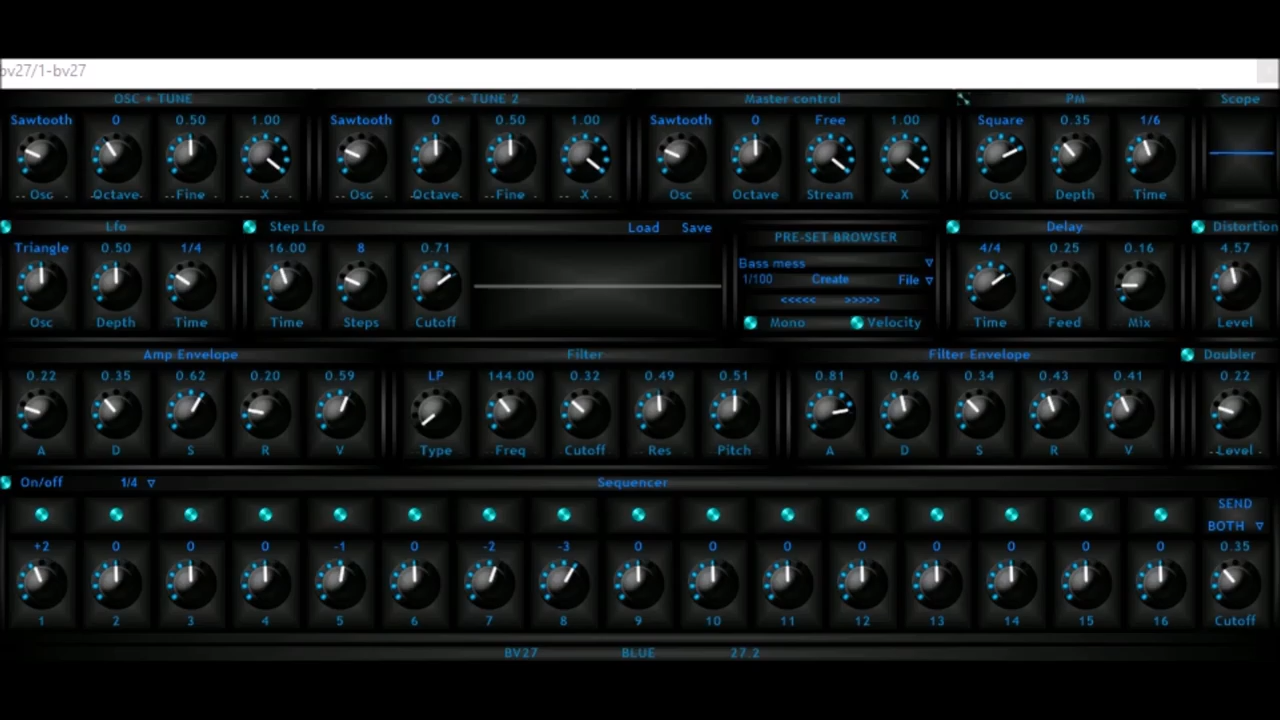 bv27/1-bv27
OSC + TUNE OSC + TUNE 2 Master control PM Scope
Sawtooth 0 0.50 1.00 Sawtooth 0 0.50 1.00 Sawtooth 0 Free 1.00 Square 0.35 1/6
Osc Octave Fine X Osc Octave Fine X Osc Octave Stream X Osc Depth Time
Lfo Step Lfo Load Save Delay Distortion
PRE-SET BROWSER
Triangle 0.50 1/4 16.00 8 0.71 4/4 0.25 0.16 4.57
Bass mess
1/100 Create File
<<<<< >>>>>
Osc Depth Time Time Steps Cutoff Mono Velocity Time Feed Mix Level
Amp Envelope Filter Filter Envelope Doubler
0.22 0.35 0.62 0.20 0.59 LP 144.00 0.32 0.49 0.51 0.81 0.46 0.34 0.43 0.41 0.22
A D S R V Type Freq Cutoff Res Pitch A D S R V Level
On/off 1/4 Sequencer
SEND
BOTH
+2 0 0 0 -1 0 -2 -3 0 0 0 0 0 0 0 0 0.35
1 2 3 4 5 6 7 8 9 10 11 12 13 14 15 16 Cutoff
BV27 BLUE 27.2